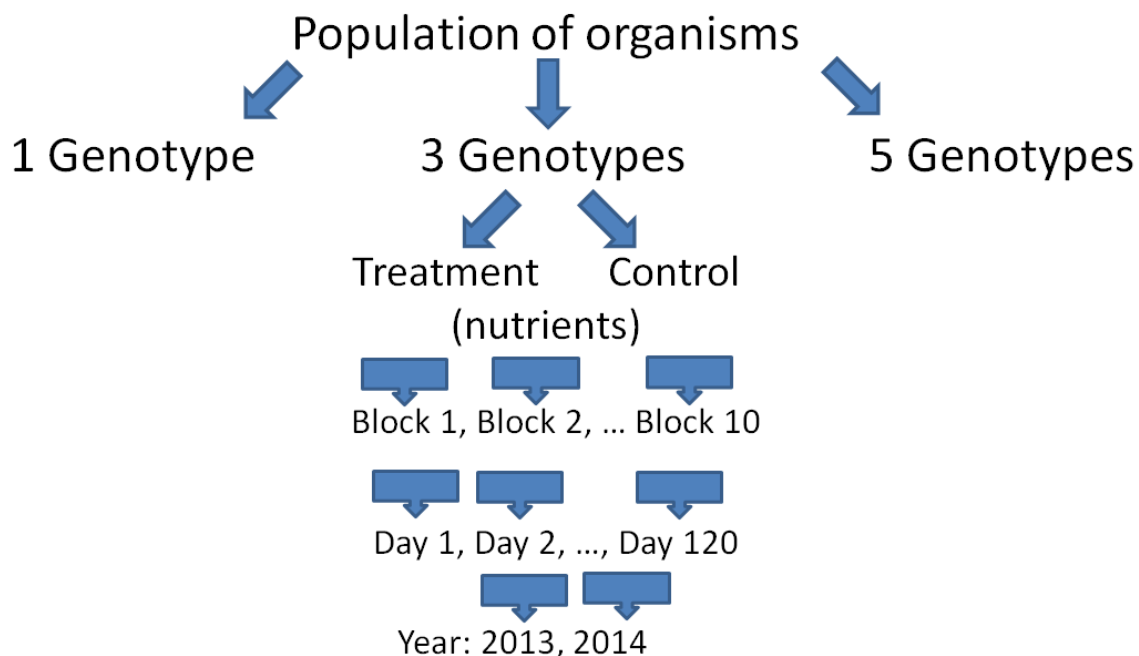 Population of organisms
1 Genotype 3 Genotypes 5 Genotypes
Treatment Control
(nutrients)
Block 1, Block 2, ... Block 10
Day 1, Day 2, ..., Day 120
Year: 2013, 2014